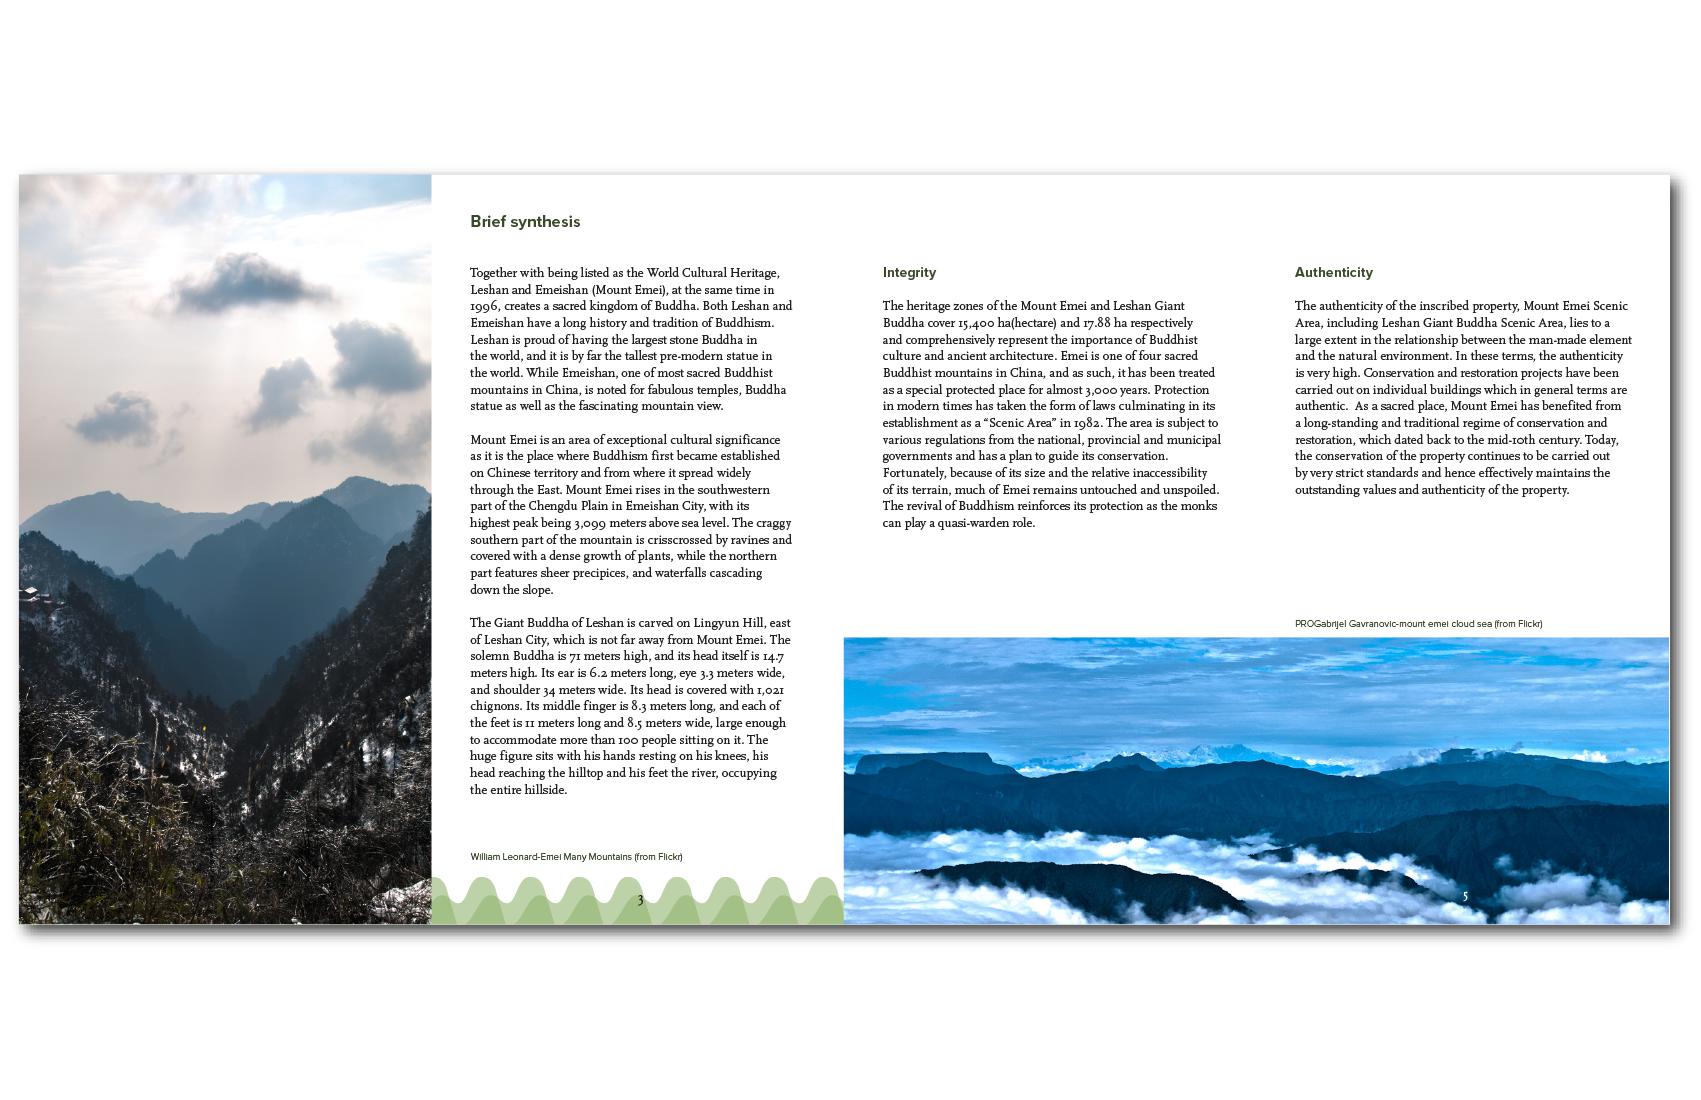 Brief synthesis
Together with being listed as the World Cultural Heritage,
Leshan and Emeishan (Mount Emei), at the same time in
1996, creates a sacred kingdom of Buddha. Both Leshan and
Emeishan have a long history and tradition of Buddhism.
Leshan is proud of having the largest stone Buddha in
the world, and it is by far the tallest pre-modern statue in
the world. While Emeishan, one of most sacred Buddhist
mountains in China, is noted for fabulous temples, Buddha
statue as well as the fascinating mountain view.
Mount Emei is an area of exceptional cultural significance
as it is the place where Buddhism first became established
on Chinese territory and from where it spread widely
through the East. Mount Emei rises in the southwestern
part of the Chengdu Plain in Emeishan City, with its
highest peak being 3,099 meters above sea level. The craggy
southern part of the mountain is crisscrossed by ravines and
covered with a dense growth of plants, while the northern
part features sheer precipices, and waterfalls cascading
down the slope.
The Giant Buddha of Leshan is carved on Lingyun Hill, east
of Leshan City, which is not far away from Mount Emei. The
solemn Buddha is 71 meters high, and its head itself is 14.7
meters high. Its ear is 6.2 meters long, eye 3.3 meters wide,
and shoulder 34 meters wide. Its head is covered with 1,021
chignons. Its middle finger is 8.3 meters long, and each of
the feet is 11 meters long and 8.5 meters wide, large enough
to accommodate more than 100 people sitting on it. The
huge figure sits with his hands resting on his knees, his
head reaching the hilltop and his feet the river, occupying
the entire hillside.
William Leonard-Emei Many Mountains (from Flickr)
3
Integrity
The heritage zones of the Mount Emei and Leshan Giant
Buddha cover 15,400 ha(hectare) and 17.88 ha respectively
and comprehensively represent the importance of Buddhist
culture and ancient architecture. Emei is one of four sacred
Buddhist mountains in China, and as such, it has been treated
as a special protected place for almost 3,000 years. Protection
in modern times has taken the form of laws culminating in its
establishment as a “Scenic Area” in 1982. The area is subject to
various regulations from the national, provincial and municipal
governments and has a plan to guide its conservation.
Fortunately, because of its size and the relative inaccessibility
of its terrain, much of Emei remains untouched and unspoiled.
The revival of Buddhism reinforces its protection as the monks
can play a quasi-warden role.
Authenticity
The authenticity of the inscribed property, Mount Emei Scenic
Area, including Leshan Giant Buddha Scenic Area, lies to a
large extent in the relationship between the man-made element
and the natural environment. In these terms, the authenticity
is very high. Conservation and restoration projects have been
carried out on individual buildings which in general terms are
authentic. As a sacred place, Mount Emei has benefited from
a long-standing and traditional regime of conservation and
restoration, which dated back to the mid-10th century. Today,
the conservation of the property continues to be carried out
by very strict standards and hence effectively maintains the
outstanding values and authenticity of the property.
PROGabrijel Gavranovic-mount emei cloud sea (from Flickr)
5